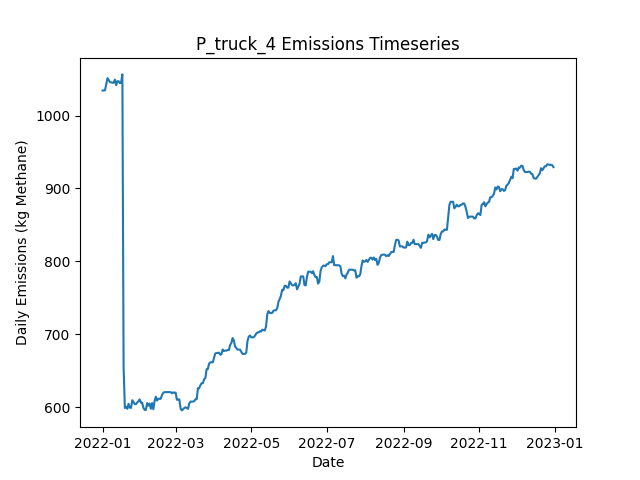 P_truck_4 Emissions Timeseries
Daily Emissions (kg Methane)
1000
900
800
700
600
2022-01 2022-03 2022-05 2022-07 2022-09 2022-11 2023-01
Date